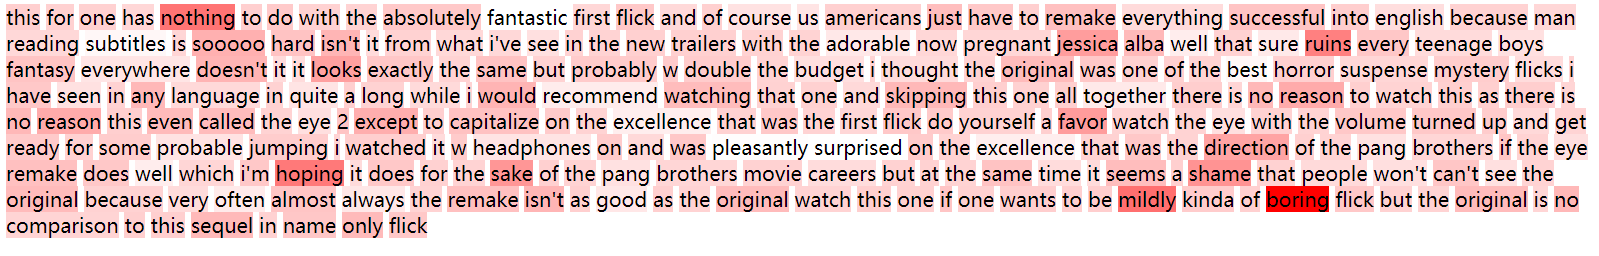 this for one has nothing to do with the absolutely fantastic first flick and of course us americans just have to remake everything successful into english because man
reading subtitles is sooooo hard isn't it from what i've see in the new trailers with the adorable now pregnant jessica alba well that sure ruins every teenage boys
fantasy everywhere doesn't it it looks exactly the same but probably w double the budget i thought the original was one of the best horror suspense mystery flicks i
have seen in any language in quite a long while i would recommend watching that one and skipping this one all together there is no reason to watch this as there is
no reason this even called the eye 2 except to capitalize on the excellence that was the first flick do yourself a favor watch the eye with the volume turned up and get
ready for some probable jumping i watched it w headphones on and was pleasantly surprised on the excellence that was the direction of the pang brothers if the eye
remake does well which i'm hoping it does for the sake of the pang brothers movie careers but at the same time it seems a shame that people won't can't see the
original because very often almost always the remake isn't as good as the original watch this one if one wants to be mildly kinda of boring flick but the original is no
comparison to this sequel in name only flick